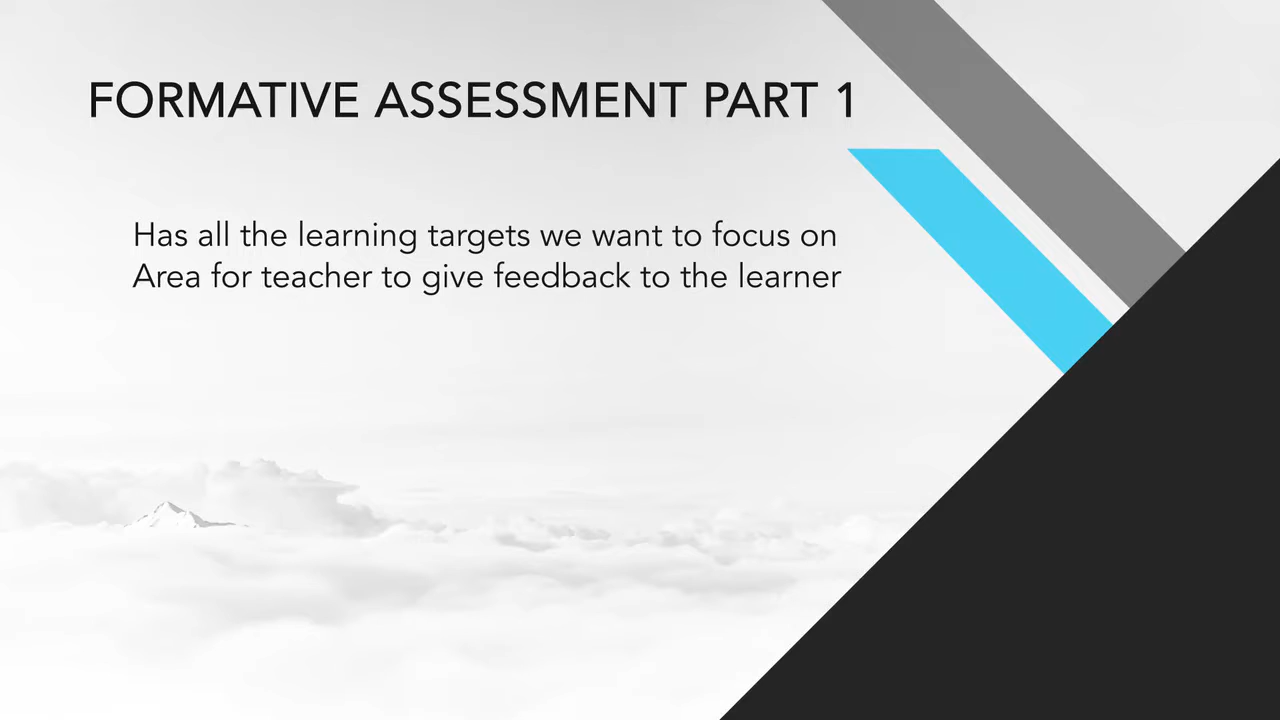 FORMATIVE ASSESSMENT PART 1
Has all the learning targets we want to focus on
Area for teacher to give feedback to the learner